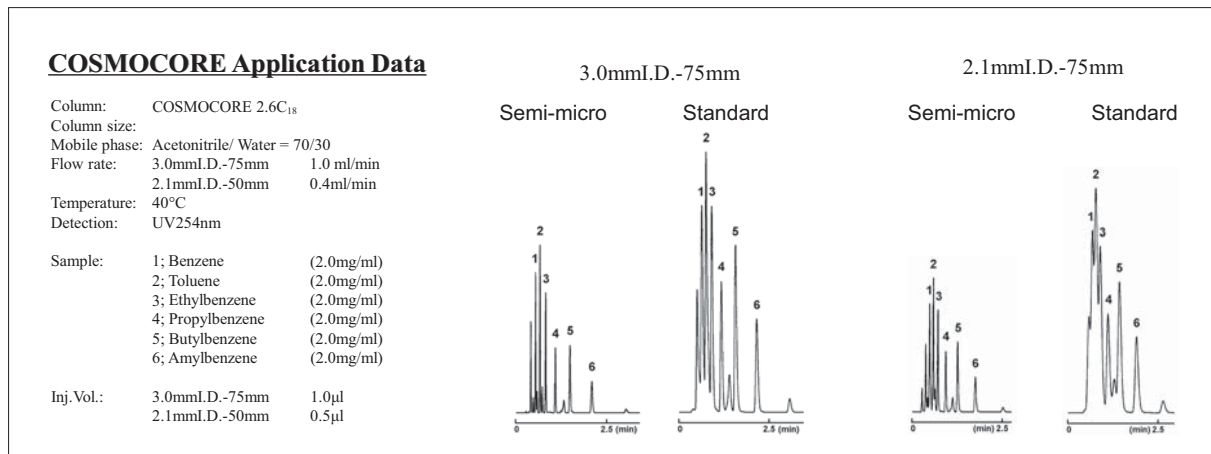 COSMOCORE Application Data
Column: COSMOCORE 2.6C₁₈
Column size:
Mobile phase: Acetonitrile/ Water = 70/30
Flow rate: 3.0mmI.D.-75mm 1.0 ml/min
2.1mmI.D.-50mm 0.4ml/min
Temperature: 40°C
Detection: UV254nm
Sample: 1; Benzene (2.0mg/ml)
2; Toluene (2.0mg/ml)
3; Ethylbenzene (2.0mg/ml)
4; Propylbenzene (2.0mg/ml)
5; Butylbenzene (2.0mg/ml)
6; Amylbenzene (2.0mg/ml)
Inj.Vol.: 3.0mmI.D.-75mm 1.0µl
2.1mmI.D.-50mm 0.5µl
3.0mmI.D.-75mm
Semi-micro
1
2
3
4
5
6
0 2.5 (min)
Standard
1
2
3
4
5
6
0 2.5 (min)
2.1mmI.D.-75mm
Semi-micro
1
2
3
4
5
6
0 (min) 2.5
Standard
1
2
3
4
5
6
0 (min) 2.5